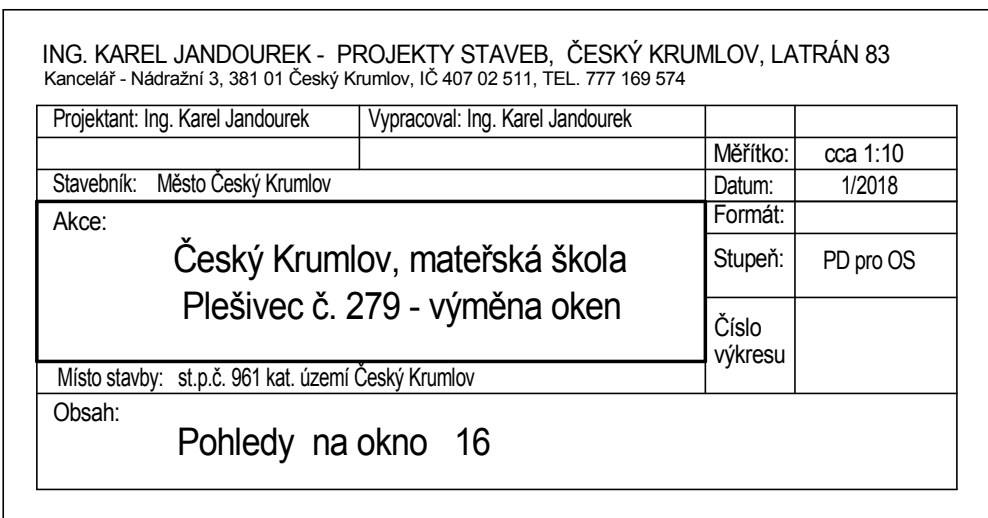 ING. KAREL JANDOUREK - PROJEKTY STAVEB, ČESKÝ KRUMLOV, LATRÁN 83
Kancelář - Nádražní 3, 381 01 Český Krumlov, IČ 407 02 511, TEL. 777 169 574
Projektant: Ing. Karel Jandourek
Vypracoval: Ing. Karel Jandourek
Měřítko: cca 1:10
Stavebník: Město Český Krumlov
Datum: 1/2018
Akce:
Formát:
Český Krumlov, mateřská škola
Plešivec č. 279 - výměna oken
Stupeň: PD pro OS
Číslo
výkresu
Místo stavby: st.p.č. 961 kat. území Český Krumlov
Obsah:
Pohledy na okno 16